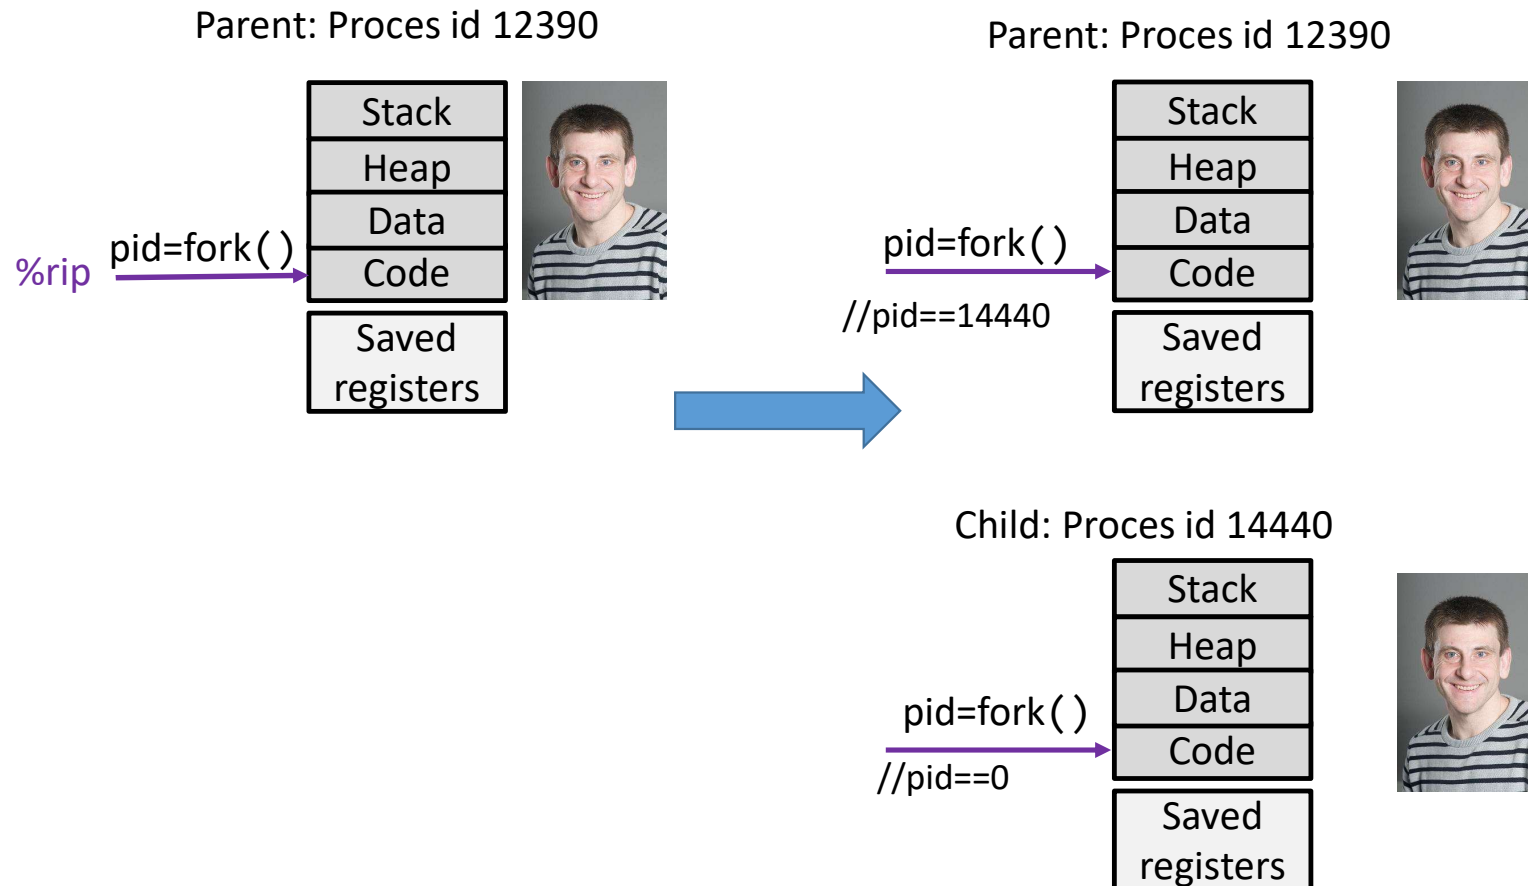 Parent: Proces id 12390
Stack
Heap
Data
Code
pid=fork()
%rip
Saved
registers
Parent: Proces id 12390
Stack
Heap
Data
Code
pid=fork()
//pid==14440
Saved
registers
Child: Proces id 14440
Stack
Heap
Data
Code
pid=fork()
//pid==0
Saved
registers